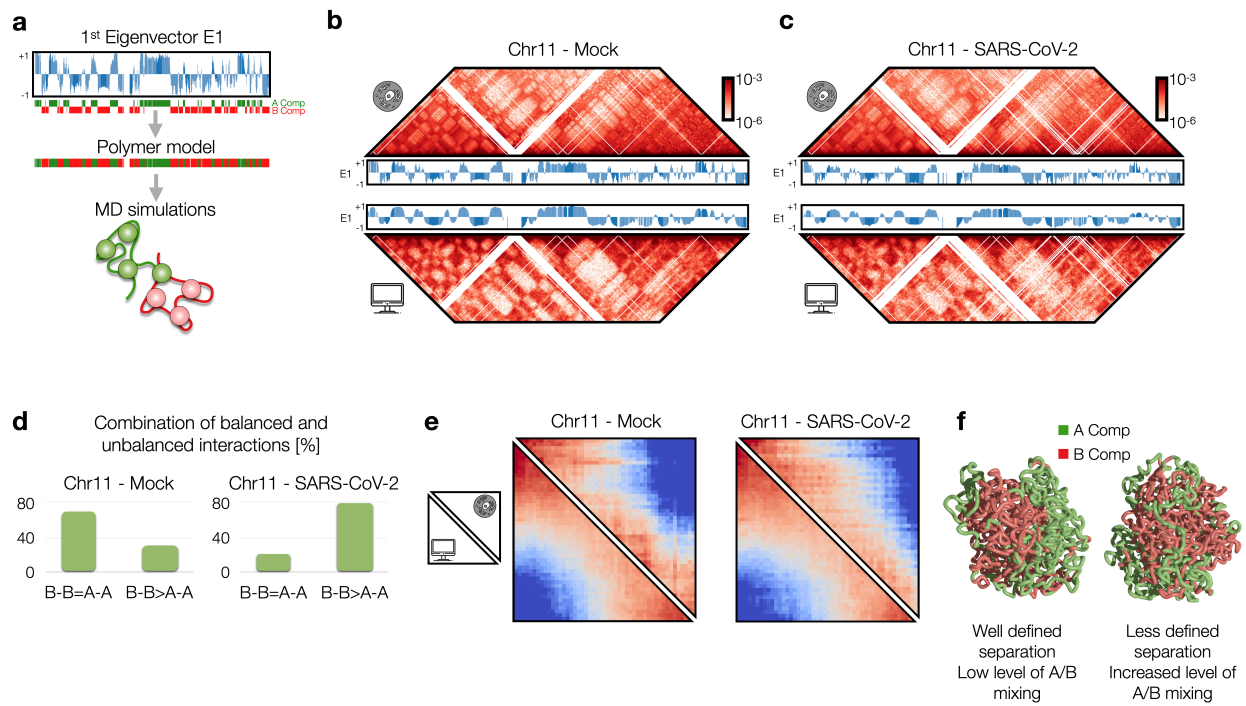 a
1st Eigenvector E1
+1
-1
A Comp
B Comp
Polymer model
MD simulations
b
Chr11 - Mock
10-3
10-6
E1
+1
-1
E1
+1
-1
c
Chr11 - SARS-CoV-2
10-3
10-6
E1
+1
-1
E1
+1
-1
d
Combination of balanced and
unbalanced interactions [%]
Chr11 - Mock
80
40
0
B-B=A-A
B-B>A-A
Chr11 - SARS-CoV-2
80
40
0
B-B=A-A
B-B>A-A
e
Chr11 - Mock
Chr11 - SARS-CoV-2
f
A Comp
B Comp
Well defined
separation
Low level of A/B
mixing
Less defined
separation
Increased level of
A/B mixing